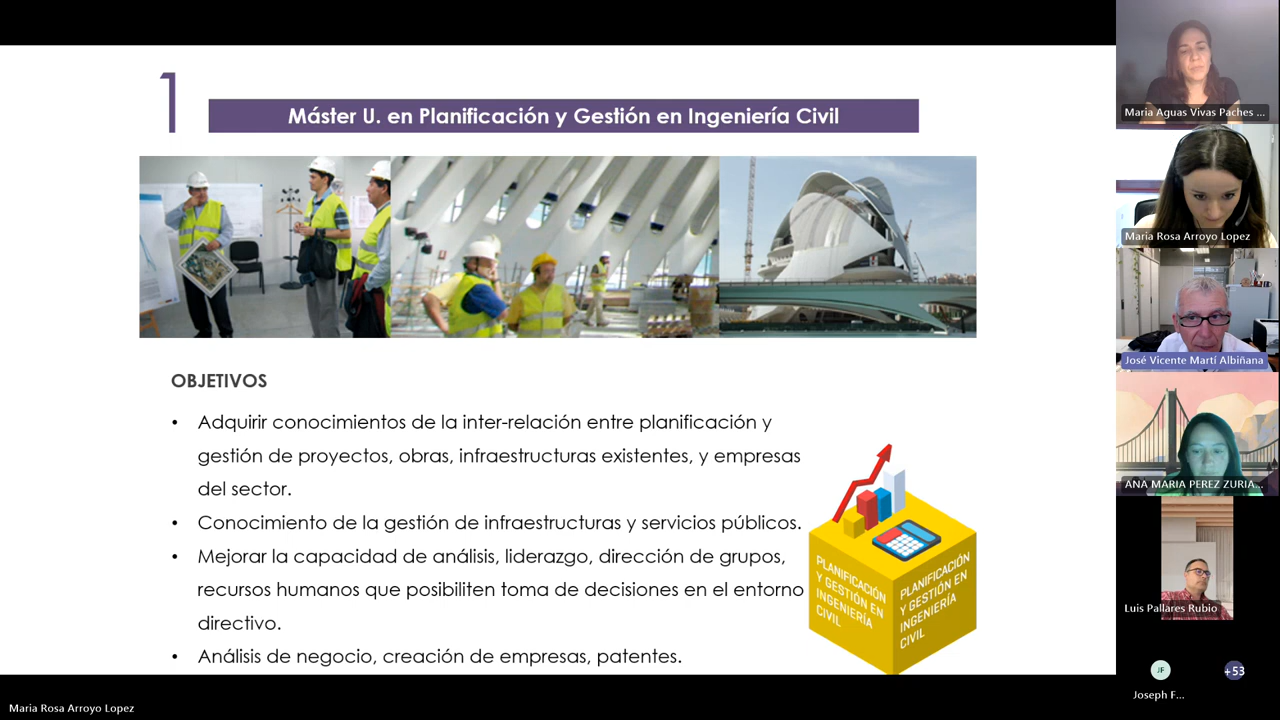 1
Máster U. en Planificación y Gestión en Ingeniería Civil
OBJETIVOS
• Adquirir conocimientos de la inter-relación entre planificación y
gestión de proyectos, obras, infraestructuras existentes, y empresas
del sector.
• Conocimiento de la gestión de infraestructuras y servicios públicos.
• Mejorar la capacidad de análisis, liderazgo, dirección de grupos,
recursos humanos que posibiliten toma de decisiones en el entorno
directivo.
• Análisis de negocio, creación de empresas, patentes.
PLANIFICACIÓN
Y GESTIÓN EN
INGENIERÍA
CIVIL
PLANIFICACIÓN
Y GESTIÓN EN
INGENIERÍA
CIVIL
Maria Aguas Vivas Paches ...
Maria Rosa Arroyo Lopez
José Vicente Martí Albiñana
ANA MARIA PEREZ ZURIA...
Luis Pallares Rubio
JF
+53
Joseph F...
Maria Rosa Arroyo Lopez